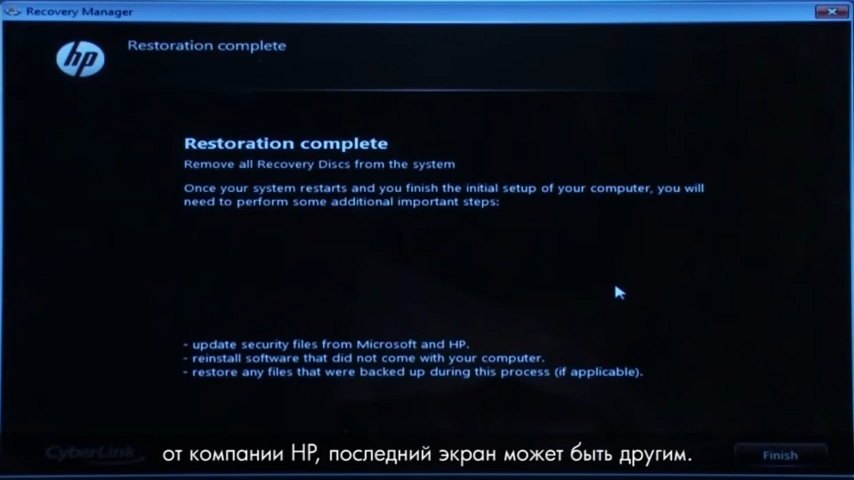 Recovery Manager
hp
Restoration complete
Restoration complete
Remove all Recovery Discs from the system
Once your system restarts and you finish the initial setup of your computer, you will
need to perform some additional important steps:
- update security files from Microsoft and HP.
- reinstall software that did not come with your computer.
- restore any files that were backed up during this process (if applicable).
CyberLink
от компании HP, последний экран может быть другим.
Finish